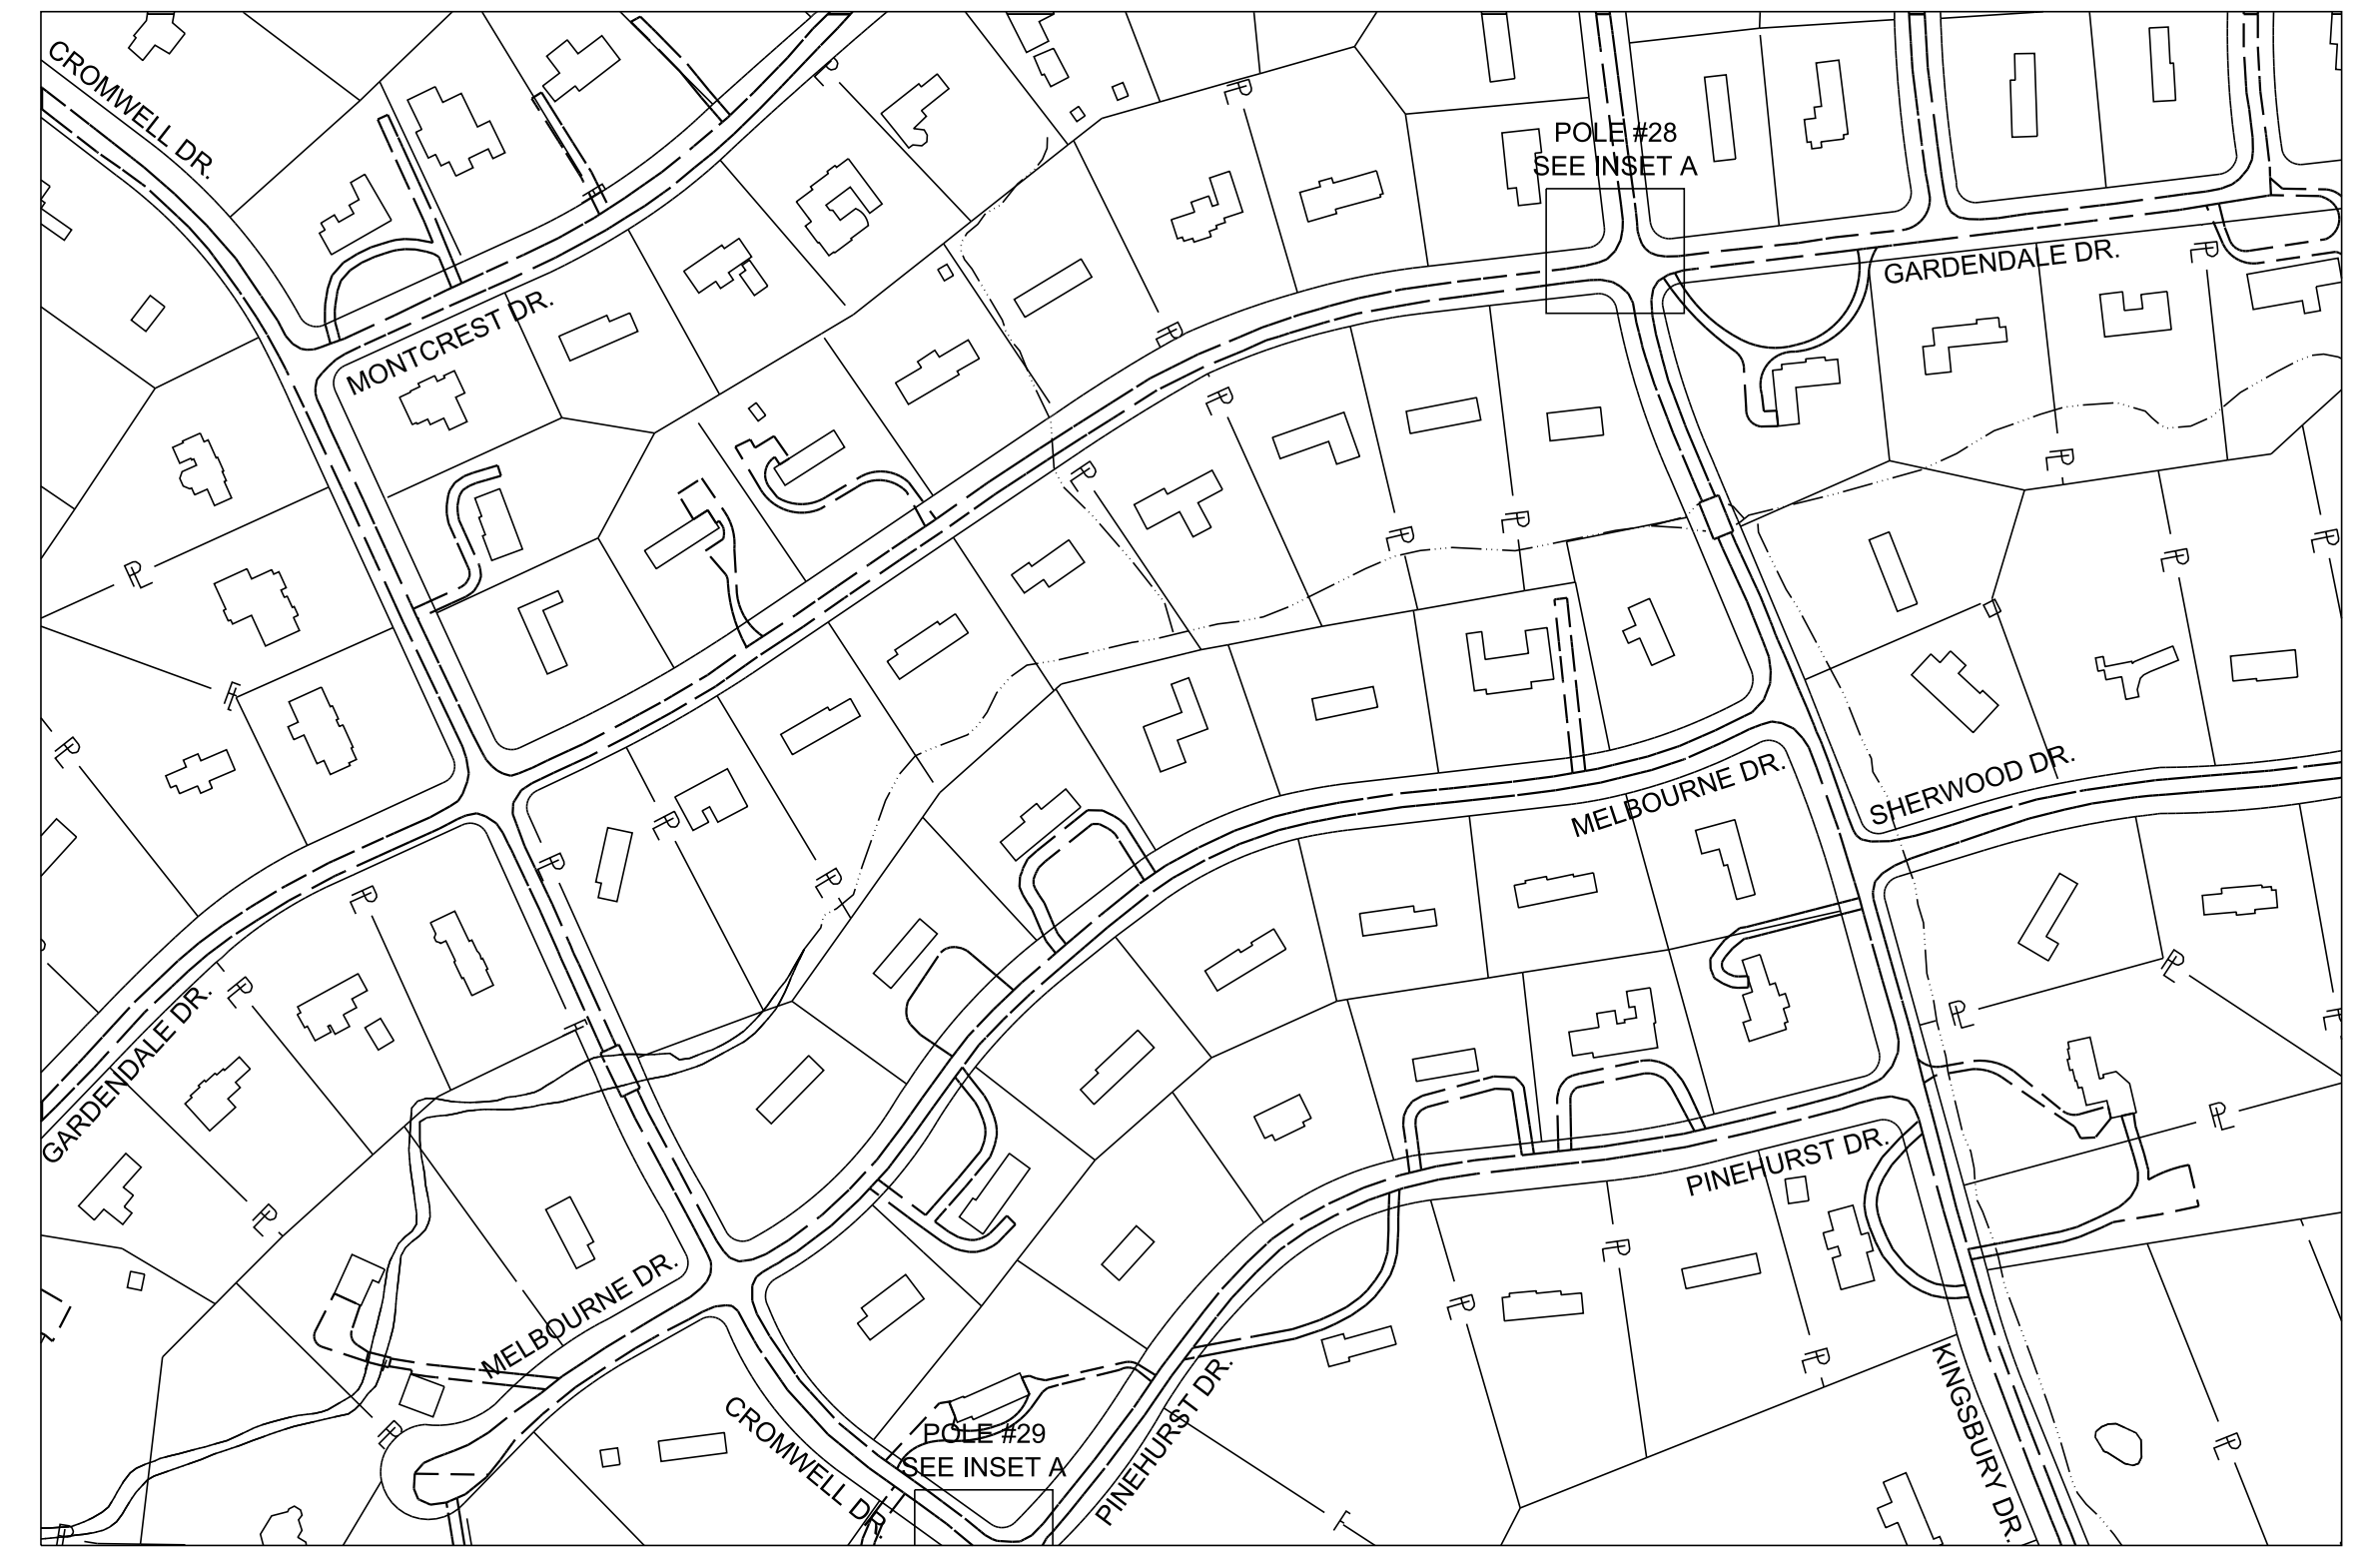 CROMWELL DR.
POLE #28
SEE INSET A
GARDENDALE DR.
MONTCREST DR.
SHERWOOD DR.
MELBOURNE DR.
GARDENDALE DR.
PINEHURST DR.
MELBOURNE DR.
CROMWELL DR.
POLE #29
SEE INSET A
PINEHURST DR.
KINGSBURY DR.